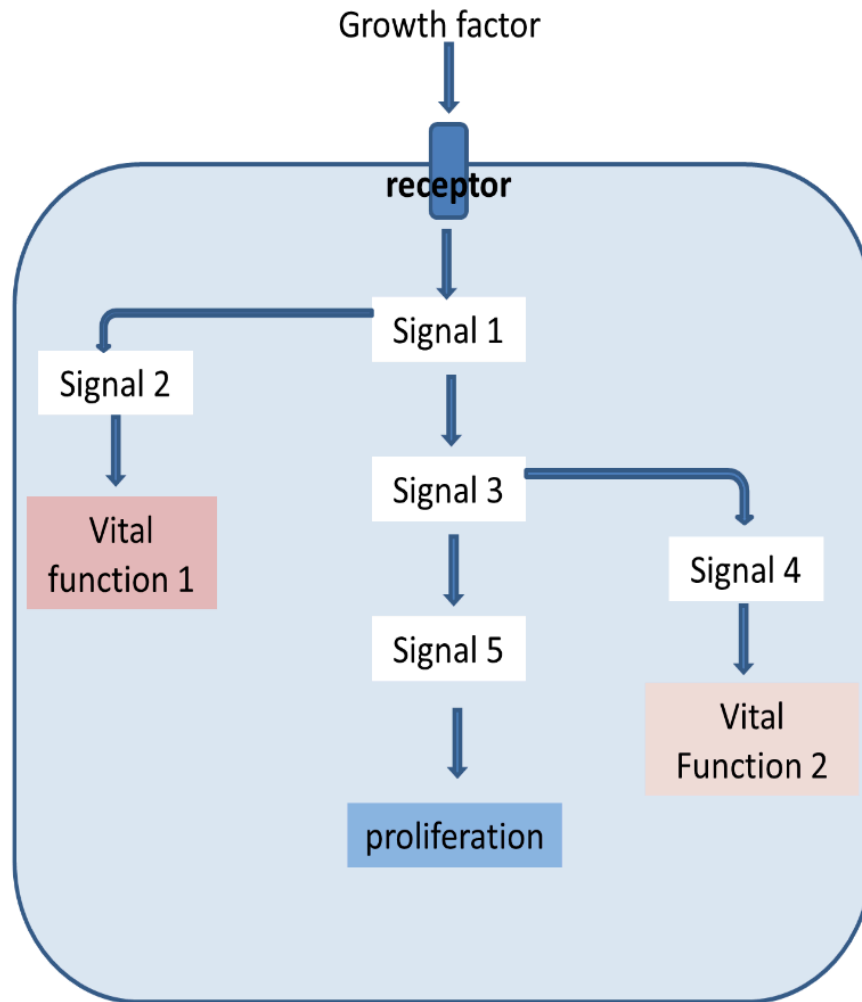 Growth factor
receptor
Signal 1
Signal 2
Signal 3
Vital
function 1
Signal 4
Signal 5
Vital
Function 2
proliferation